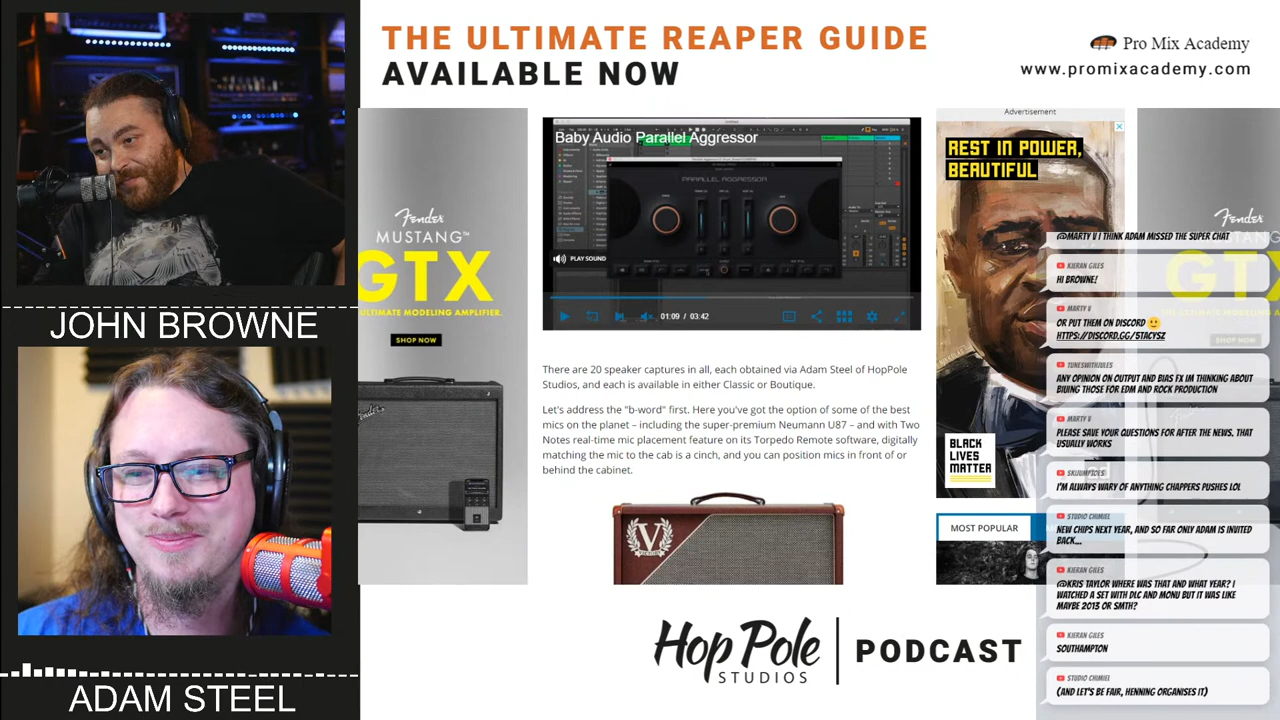 THE ULTIMATE REAPER GUIDE
AVAILABLE NOW
Pro Mix Academy
www.promixacademy.com
JOHN BROWNE
ADAM STEEL
Fender
MUSTANG™
GTX
ULTIMATE MODELING AMPLIFIER.
SHOP NOW
Baby Audio Parallel Aggressor
PARALLEL AGGRESSOR
PLAY SOUND
01:09 / 03:42
There are 20 speaker captures in all, each obtained via Adam Steel of HopPole
Studios, and each is available in either Classic or Boutique.
Let's address the "b-word" first. Here you've got the option of some of the best
mics on the planet – including the super-premium Neumann U87 – and with Two
Notes real-time mic placement feature on its Torpedo Remote software, digitally
matching the mic to the cab is a cinch, and you can position mics in front of or
behind the cabinet.
V
Advertisement
REST IN POWER,
BEAUTIFUL
BLACK
LIVES
MATTER
MOST POPULAR
Fender
SHOP NOW
@MARTY V I THINK ADAM MISSED THE SUPER CHAT
KIERAN GILES
HI BROWNE!
MARTY V
OR PUT THEM ON DISCORD
HTTPS://DISCORD.GG/5TACYSZ
TUNESWITHJULES
ANY OPINION ON OUTPUT AND BIAS FX IM THINKING ABOUT
BIUING THOSE FOR EDM AND ROCK PRODUCTION
MARTY V
PLEASE SAVE YOUR QUESTIONS FOR AFTER THE NEWS, THAT
USUALLY WORKS
I'M ALWAYS WARY OF ANYTHING CHAPPERS PUSHES LOL
STUDIO CHIMIEL
NEW CHIPS NEXT YEAR, AND SO FAR ONLY ADAM IS INVITED
BACK...
KIERAN GILES
@KRIS TAYLOR WHERE WAS THAT AND WHAT YEAR? I
WATCHED A SET WITH DLC AND MONU BUT IT WAS LIKE
MAYBE 2013 OR SMTH?
KIERAN GILES
SOUTHAMPTON
STUDIO CHIMIEL
(AND LET'S BE FAIR, HENNING ORGANISES IT)
Hop Pole
STUDIOS
PODCAST